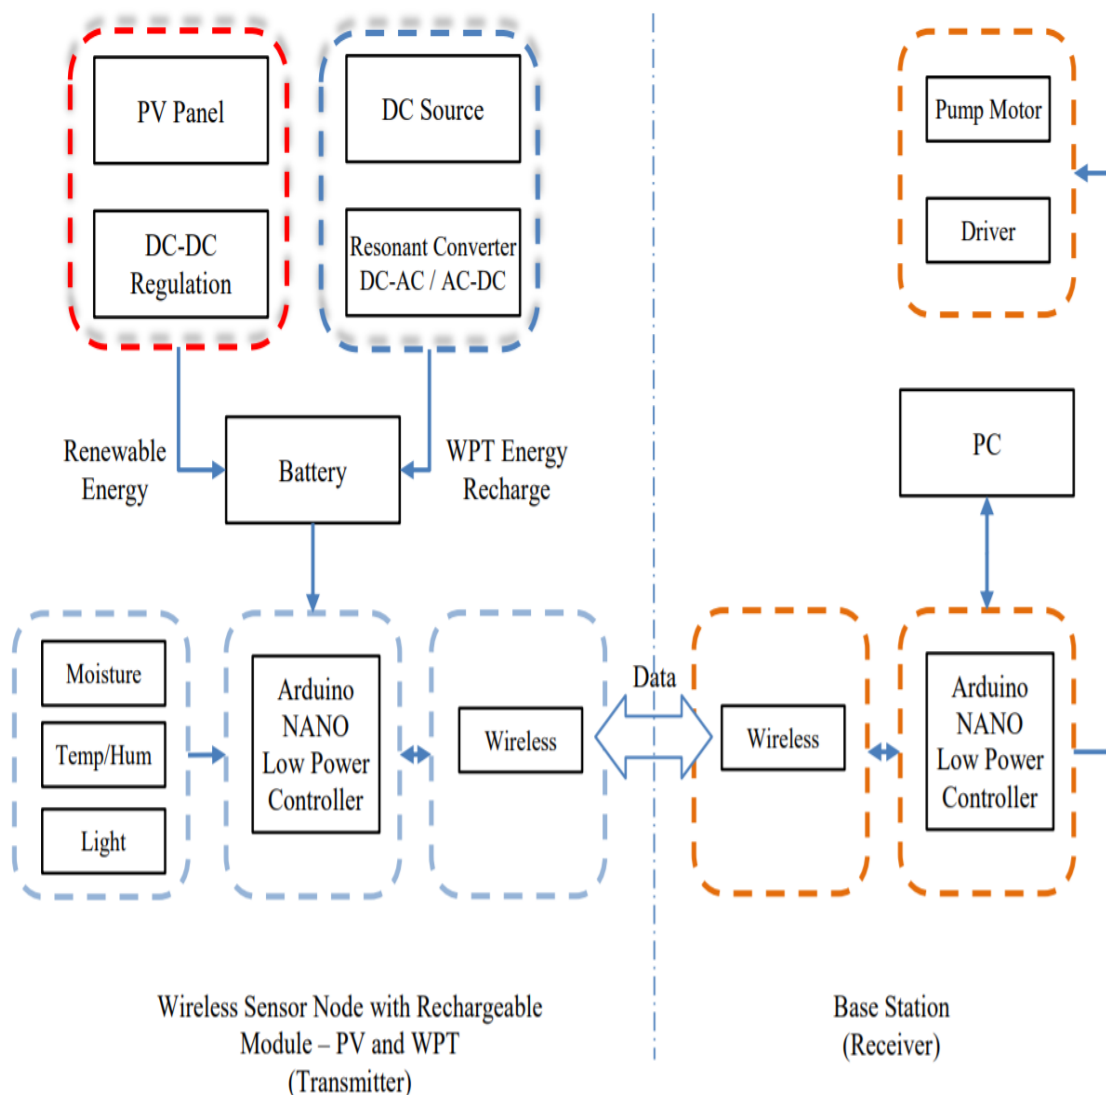 PV Panel
DC-DC
Regulation
DC Source
Resonant Converter
DC-AC / AC-DC
Pump Motor
Driver
Renewable
Energy
Battery
WPT Energy
Recharge
PC
Moisture
Temp/Hum
Light
Arduino
NANO
Low Power
Controller
Wireless
Data
Wireless
Arduino
NANO
Low Power
Controller
Wireless Sensor Node with Rechargeable
Module – PV and WPT
(Transmitter)
Base Station
(Receiver)